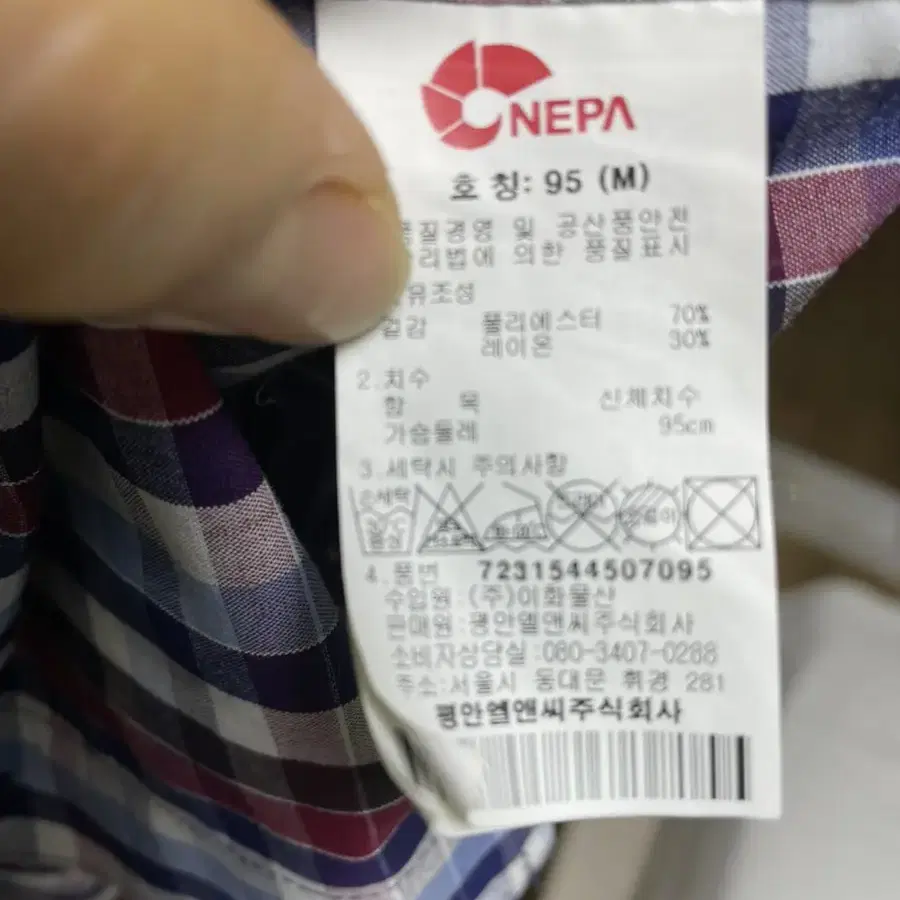 NEPA
호 칭: 95 (M)
품질경영 및 공산품안전
관리법에 의한 품질표시
섬유조성
겉감 폴리에스터 70%
레이온 30%
2.치수
항 목 신체치수
가슴둘레 95cm
3.세탁시 주의사항
손세탁
드라이
4.품번 7231544507095
수입원:(주)이화물산
판매원:평안엘앤씨주식회사
소비자상담실:080-3407-0288
주소:서울시 동대문 휘경 281
평안엘앤씨주식회사